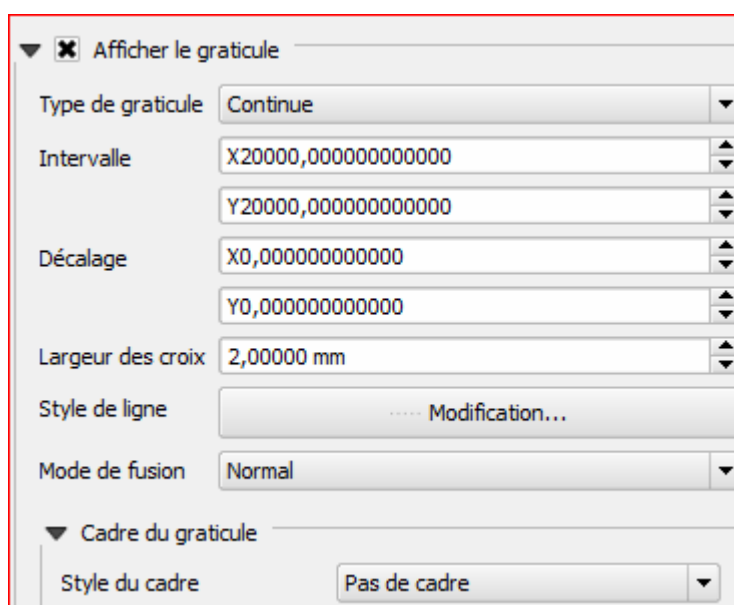 Afficher le graticule
Type de graticule Continue
Intervalle X20000,000000000000
Y20000,000000000000
Décalage X0,000000000000
Y0,000000000000
Largeur des croix 2,00000 mm
Style de ligne Modification...
Mode de fusion Normal
Cadre du graticule
Style du cadre Pas de cadre